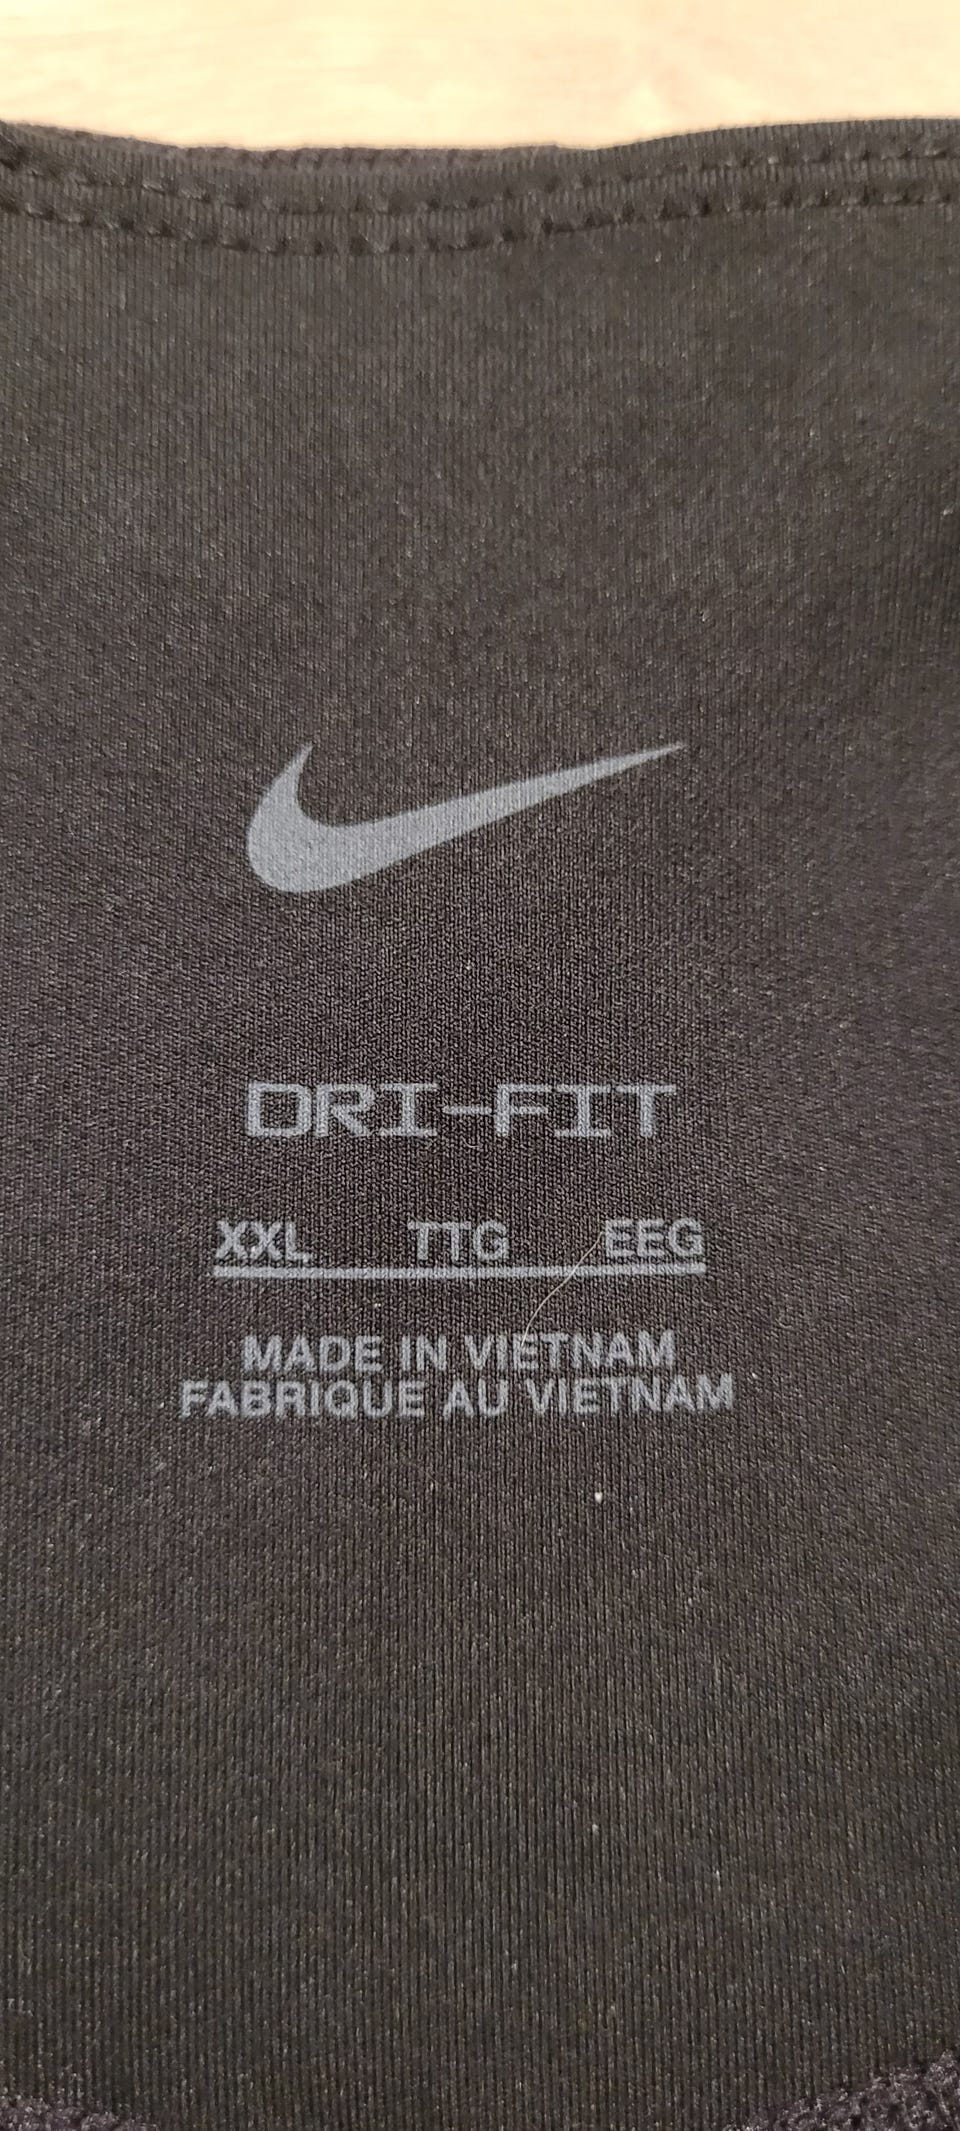 DRI-FIT
XXL TTG EEG
MADE IN VIETNAM
FABRIQUE AU VIETNAM